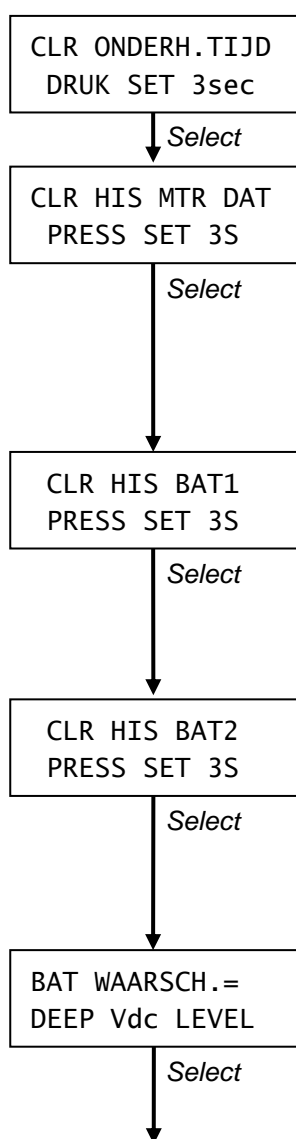 CLR ONDERH.TIJD
DRUK SET 3sec
Select
CLR HIS MTR DAT
PRESS SET 3S
Select
CLR HIS BAT1
PRESS SET 3S
Select
CLR HIS BAT2
PRESS SET 3S
Select
BAT WAARSCH.=
DEEP Vdc LEVEL
Select